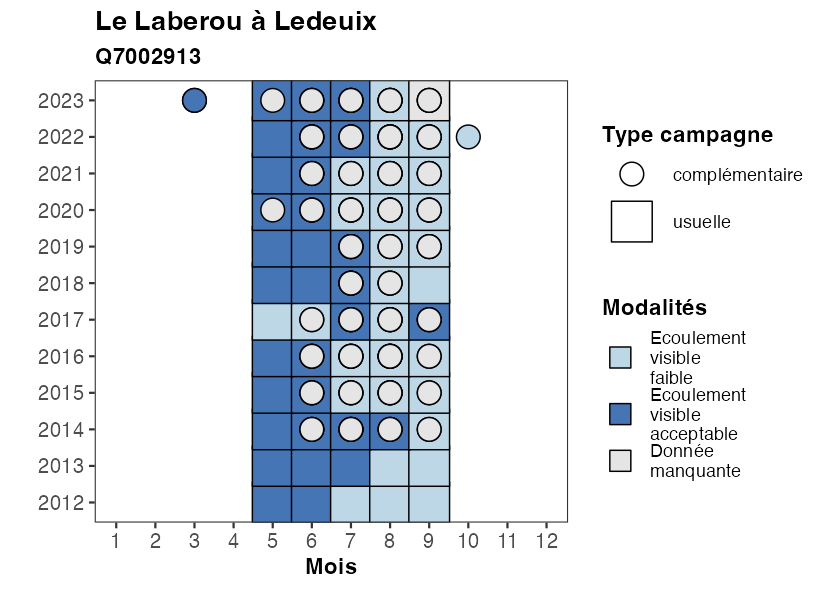 Le Laberou à Ledeuix
Q7002913
2023
2022
2021
2020
2019
2018
2017
2016
2015
2014
2013
2012
1 2 3 4 5 6 7 8 9 10 11 12
Mois
Type campagne
complémentaire
usuelle
Modalités
Ecoulement
visible
faible
Ecoulement
visible
acceptable
Donnée
manquante